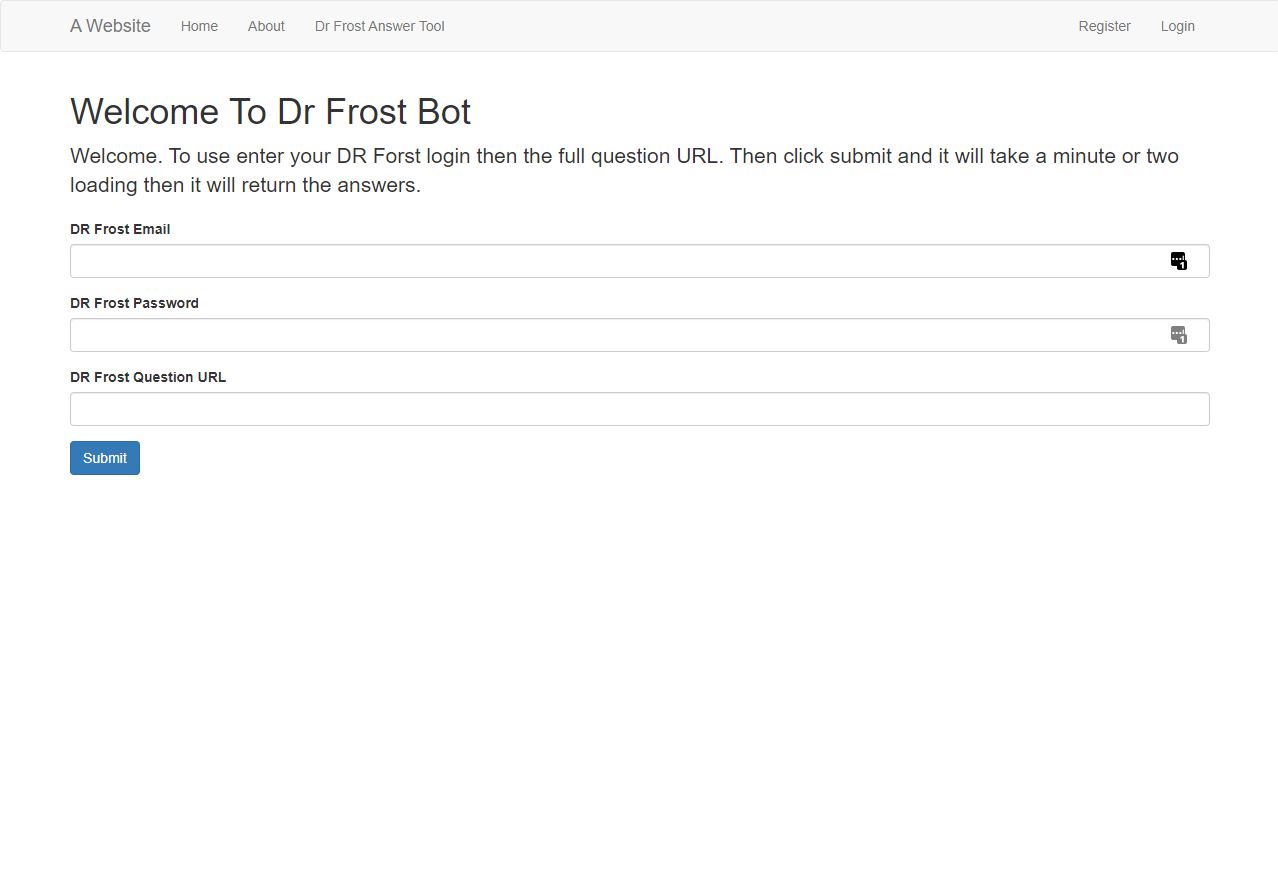 A Website Home About Dr Frost Answer Tool Register Login
Welcome To Dr Frost Bot
Welcome. To use enter your DR Forst login then the full question URL. Then click submit and it will take a minute or two
loading then it will return the answers.
DR Frost Email
1
DR Frost Password
1
DR Frost Question URL
Submit